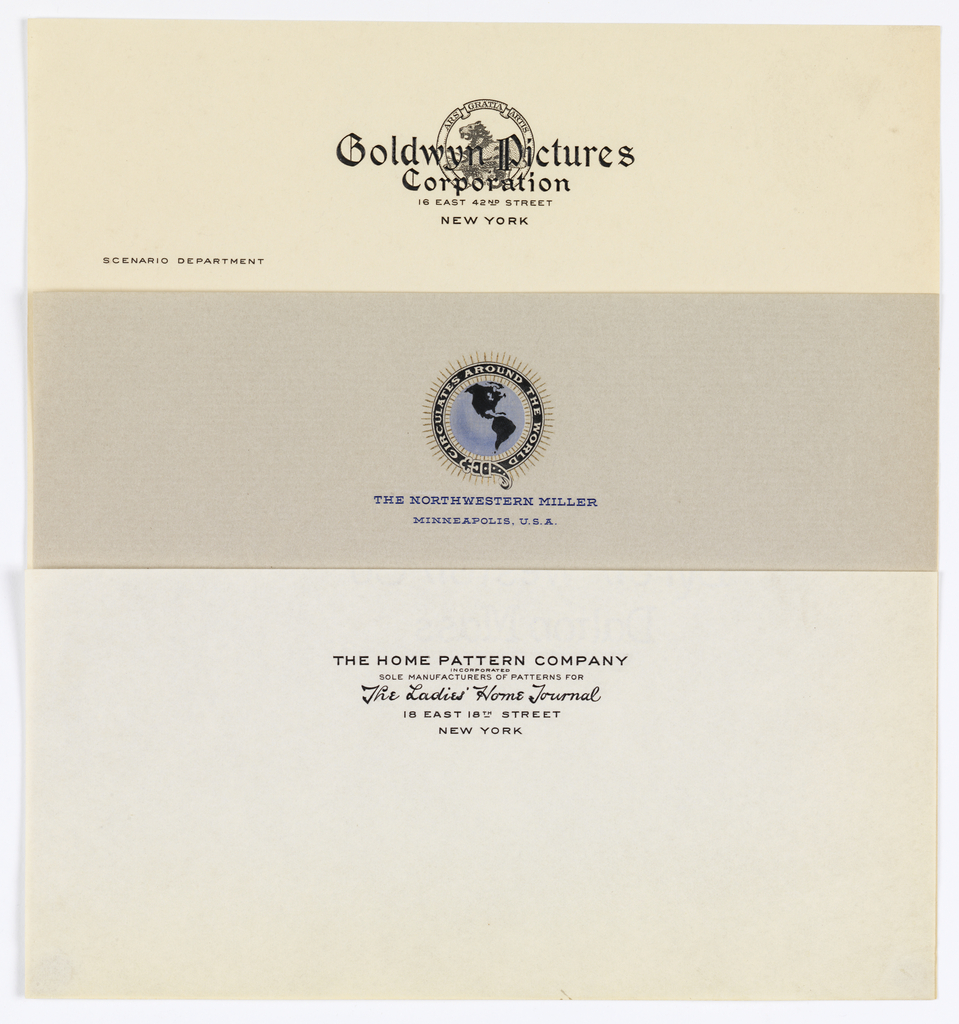 ARS GRATIA ARTIS
Goldwyn Pictures
Corporation
16 EAST 42ND STREET
NEW YORK
SCENARIO DEPARTMENT
CIRCULATES AROUND THE WORLD
THE NORTHWESTERN MILLER
MINNEAPOLIS, U.S.A.
THE HOME PATTERN COMPANY
INCORPORATED
SOLE MANUFACTURERS OF PATTERNS FOR
The Ladies' Home Journal
18 EAST 18TH STREET
NEW YORK